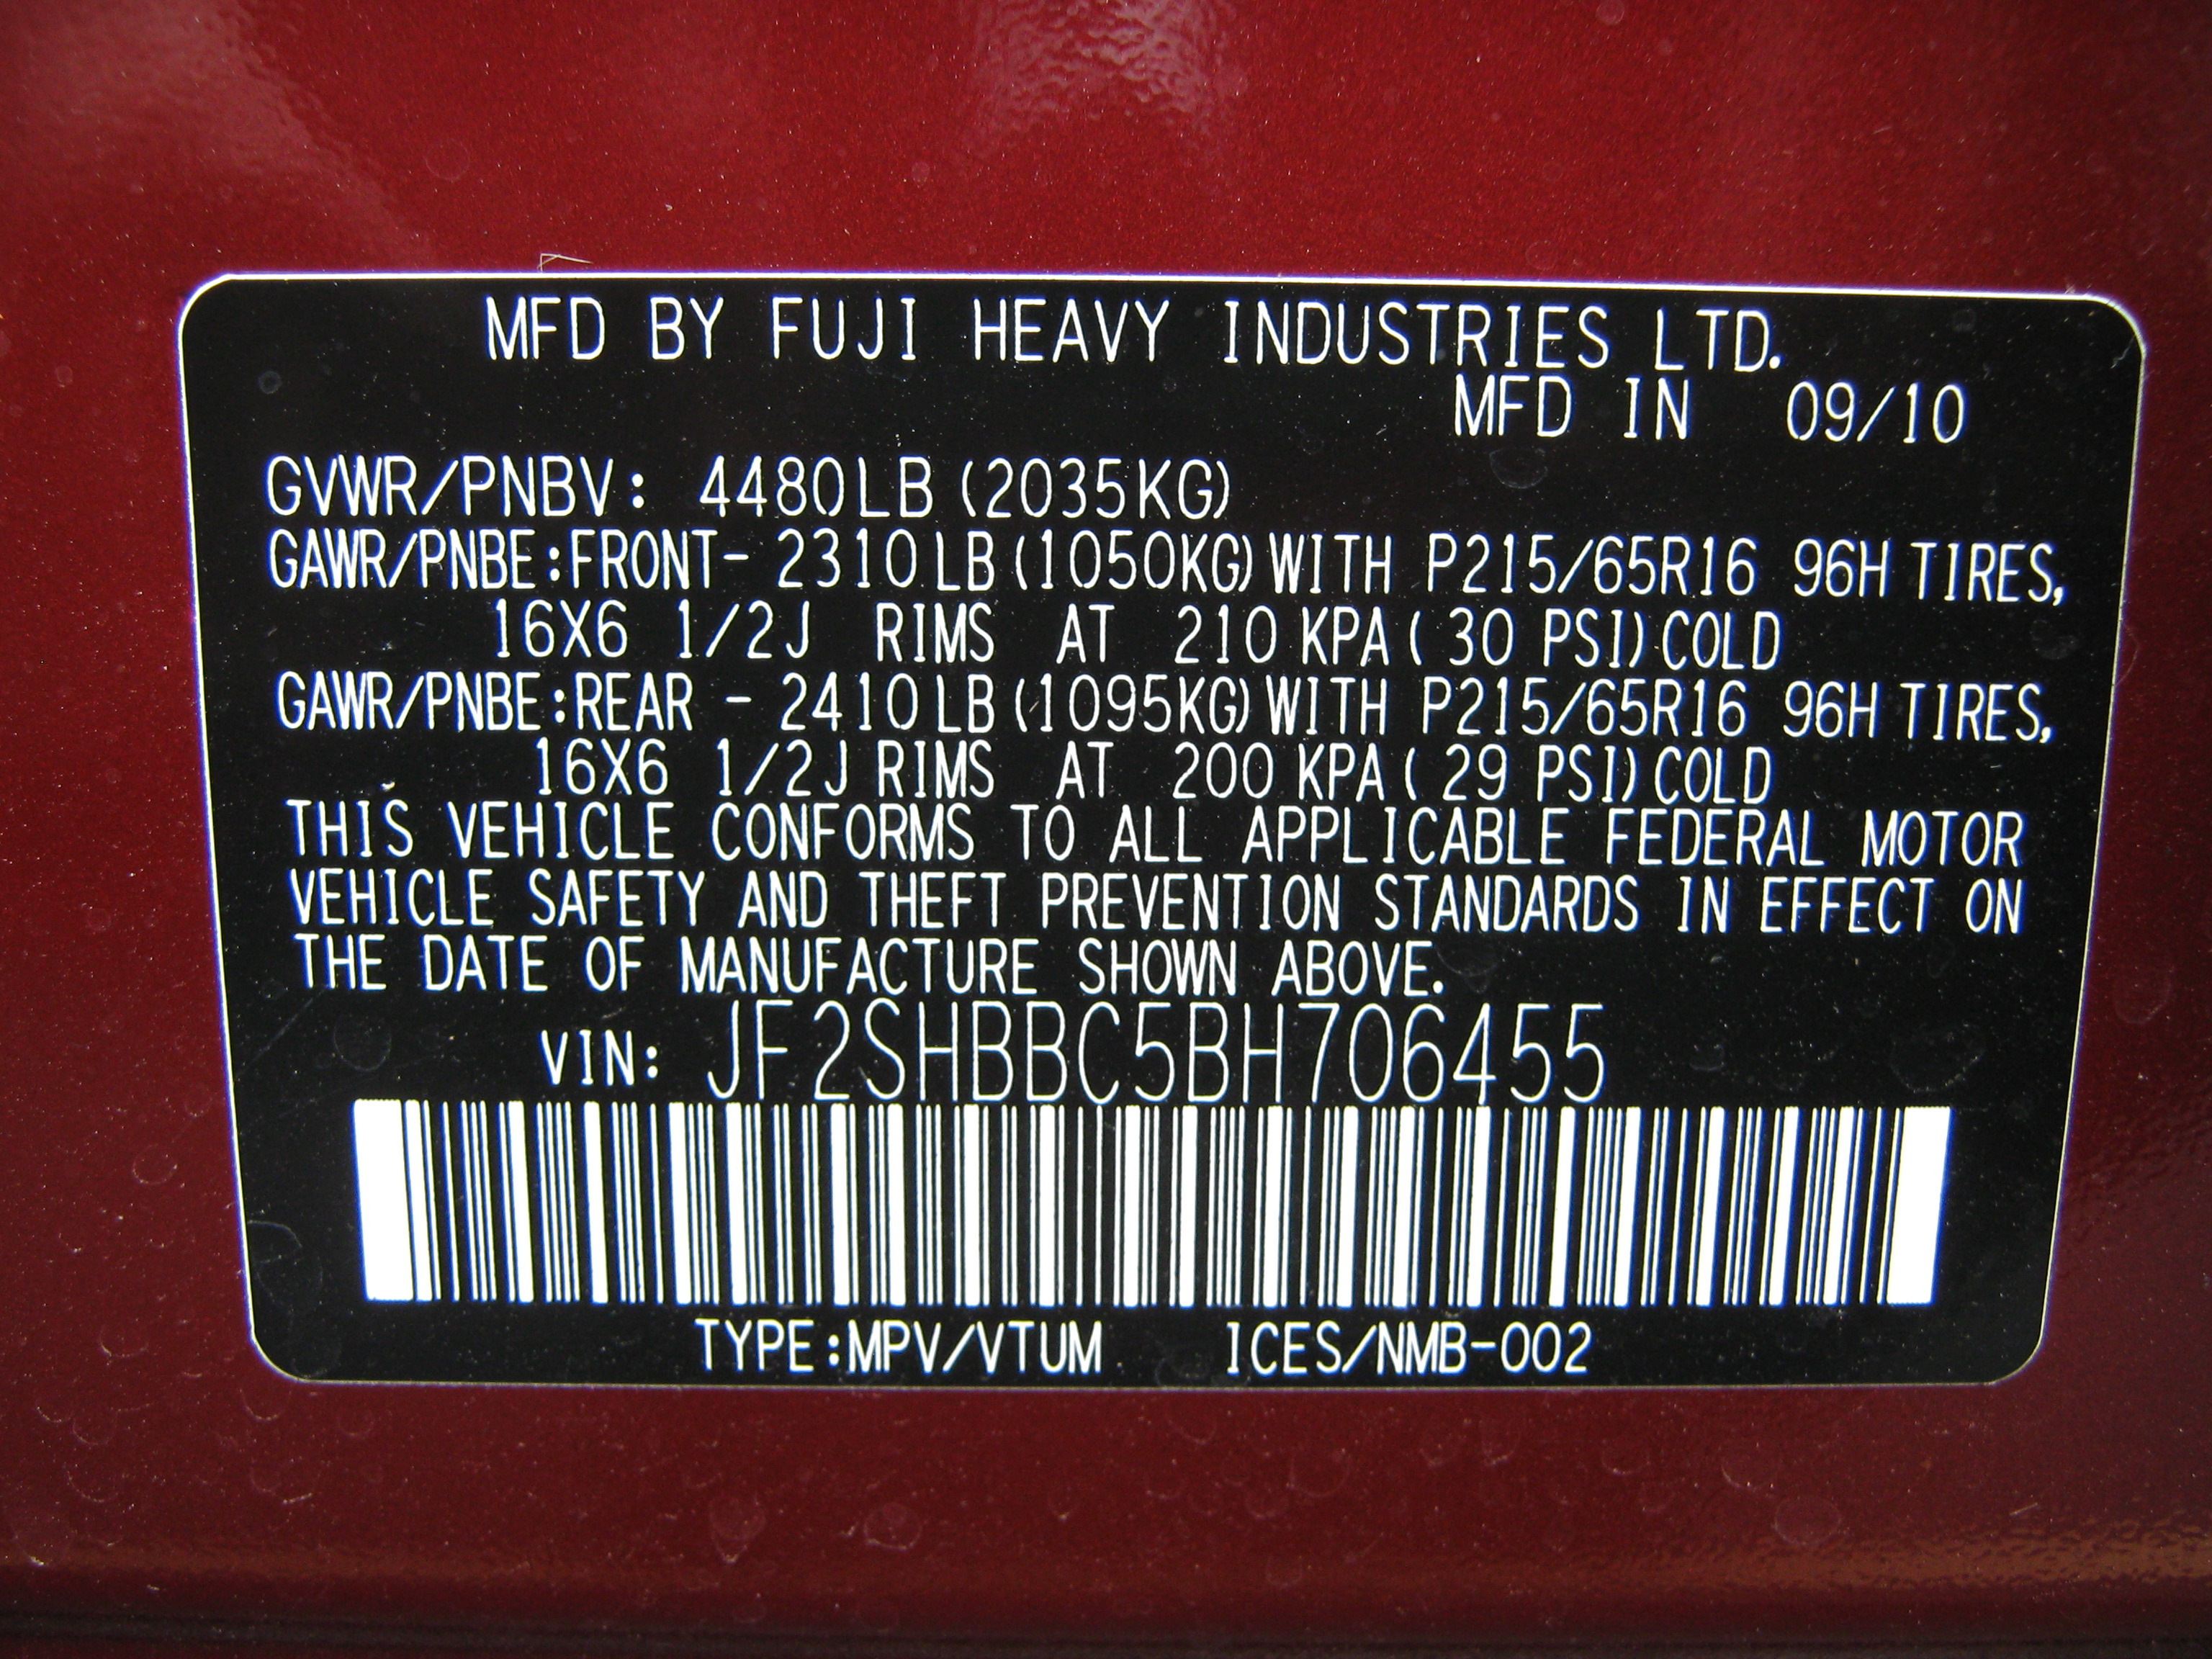 MFD BY FUJI HEAVY INDUSTRIES LTD.
MFD IN 09/10
GVWR/PNBV: 4480LB (2035KG)
GAWR/PNBE:FRONT- 2310LB (1050KG) WITH P215/65R16 96H TIRES,
16X6 1/2J RIMS AT 210 KPA ( 30 PSI) COLD
GAWR/PNBE:REAR - 2410LB (1095KG) WITH P215/65R16 96H TIRES,
16X6 1/2J RIMS AT 200 KPA ( 29 PSI) COLD
THIS VEHICLE CONFORMS TO ALL APPLICABLE FEDERAL MOTOR
VEHICLE SAFETY AND THEFT PREVENTION STANDARDS IN EFFECT ON
THE DATE OF MANUFACTURE SHOWN ABOVE.
VIN: JF2SHBBC5BH706455
TYPE:MPV/VTUM ICES/NMB-002